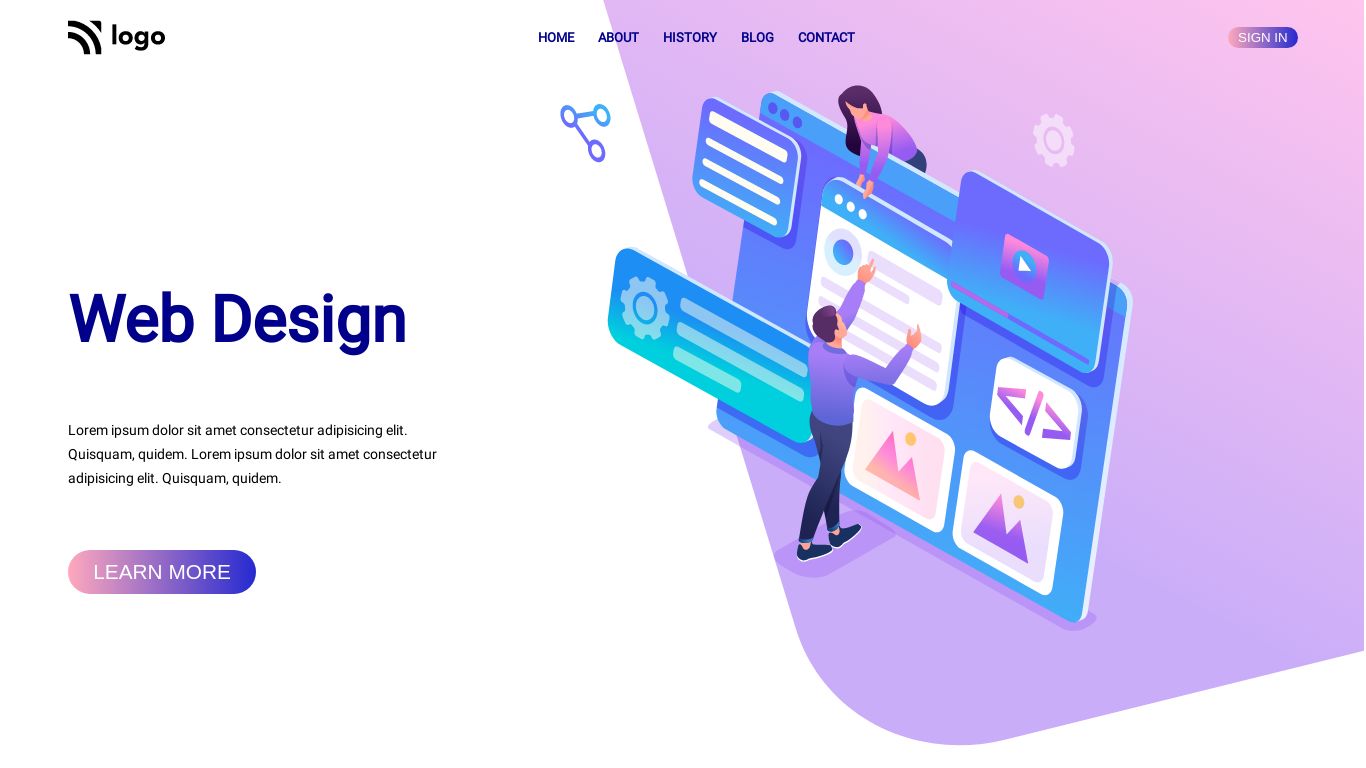 logo
HOME ABOUT HISTORY BLOG CONTACT
SIGN IN
</>
Web Design
Lorem ipsum dolor sit amet consectetur adipisicing elit.
Quisquam, quidem. Lorem ipsum dolor sit amet consectetur
adipisicing elit. Quisquam, quidem.
LEARN MORE